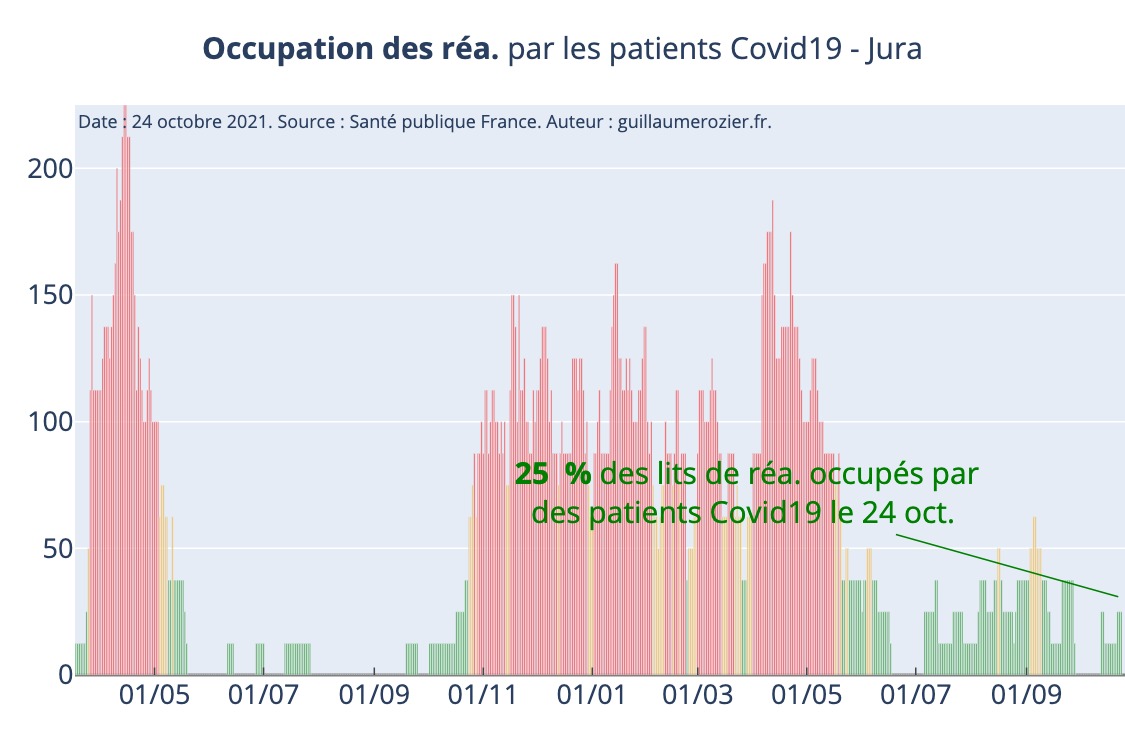 Occupation des réa. par les patients Covid19 - Jura
Date : 24 octobre 2021. Source : Santé publique France. Auteur : guillaumerozier.fr.
200
150
100
50
0
25 % des lits de réa. occupés par
des patients Covid19 le 24 oct.
01/05 01/07 01/09 01/11 01/01 01/03 01/05 01/07 01/09